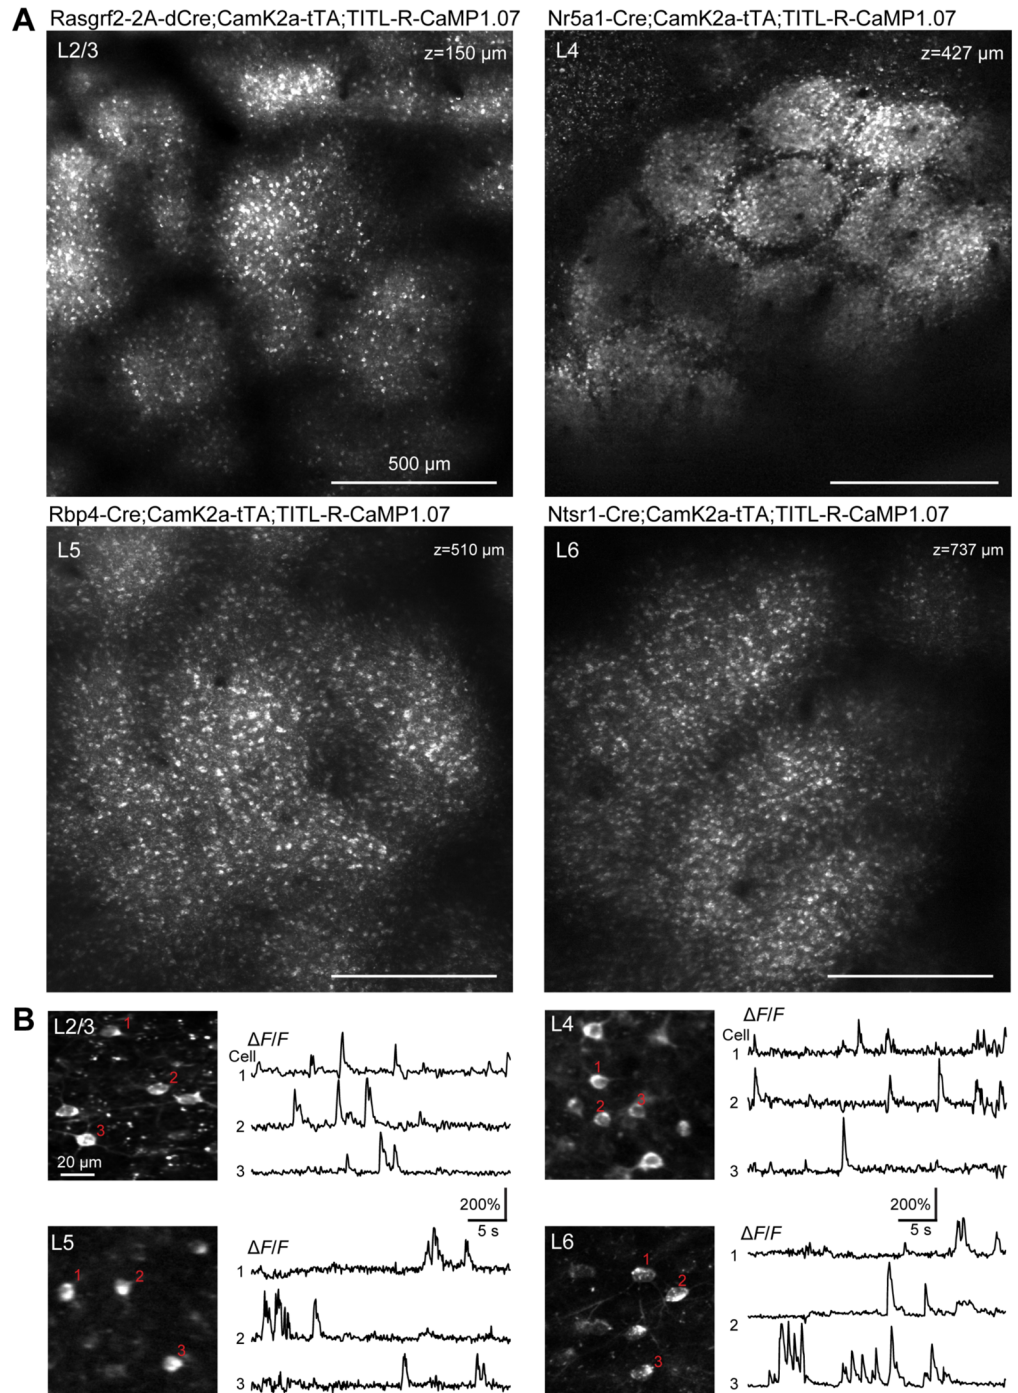 A
Rasgrf2-2A-dCre;CamK2a-tTA;TITL-R-CaMP1.07
Nr5a1-Cre;CamK2a-tTA;TITL-R-CaMP1.07
L2/3
z=150 µm
L4
z=427 µm
500 µm
Rbp4-Cre;CamK2a-tTA;TITL-R-CaMP1.07
Ntsr1-Cre;CamK2a-tTA;TITL-R-CaMP1.07
L5
z=510 µm
L6
z=737 µm
B
L2/3
1
2
3
20 µm
ΔF/F
Cell
1
2
3
200%
5 s
L4
1
2
3
ΔF/F
Cell
1
2
3
200%
5 s
L5
1
2
3
ΔF/F
1
2
3
L6
1
2
3
ΔF/F
1
2
3